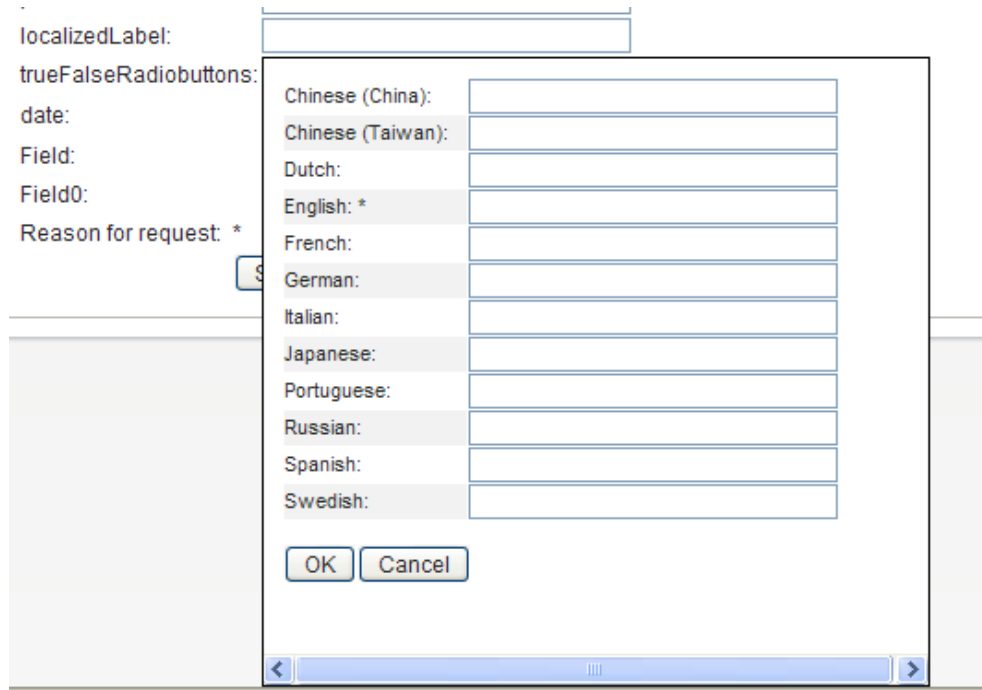 localizedLabel:
trueFalseRadiobuttons:
date:
Field:
Field0:
Reason for request: *
Chinese (China):
Chinese (Taiwan):
Dutch:
English: *
French:
German:
Italian:
Japanese:
Portuguese:
Russian:
Spanish:
Swedish:
OK Cancel